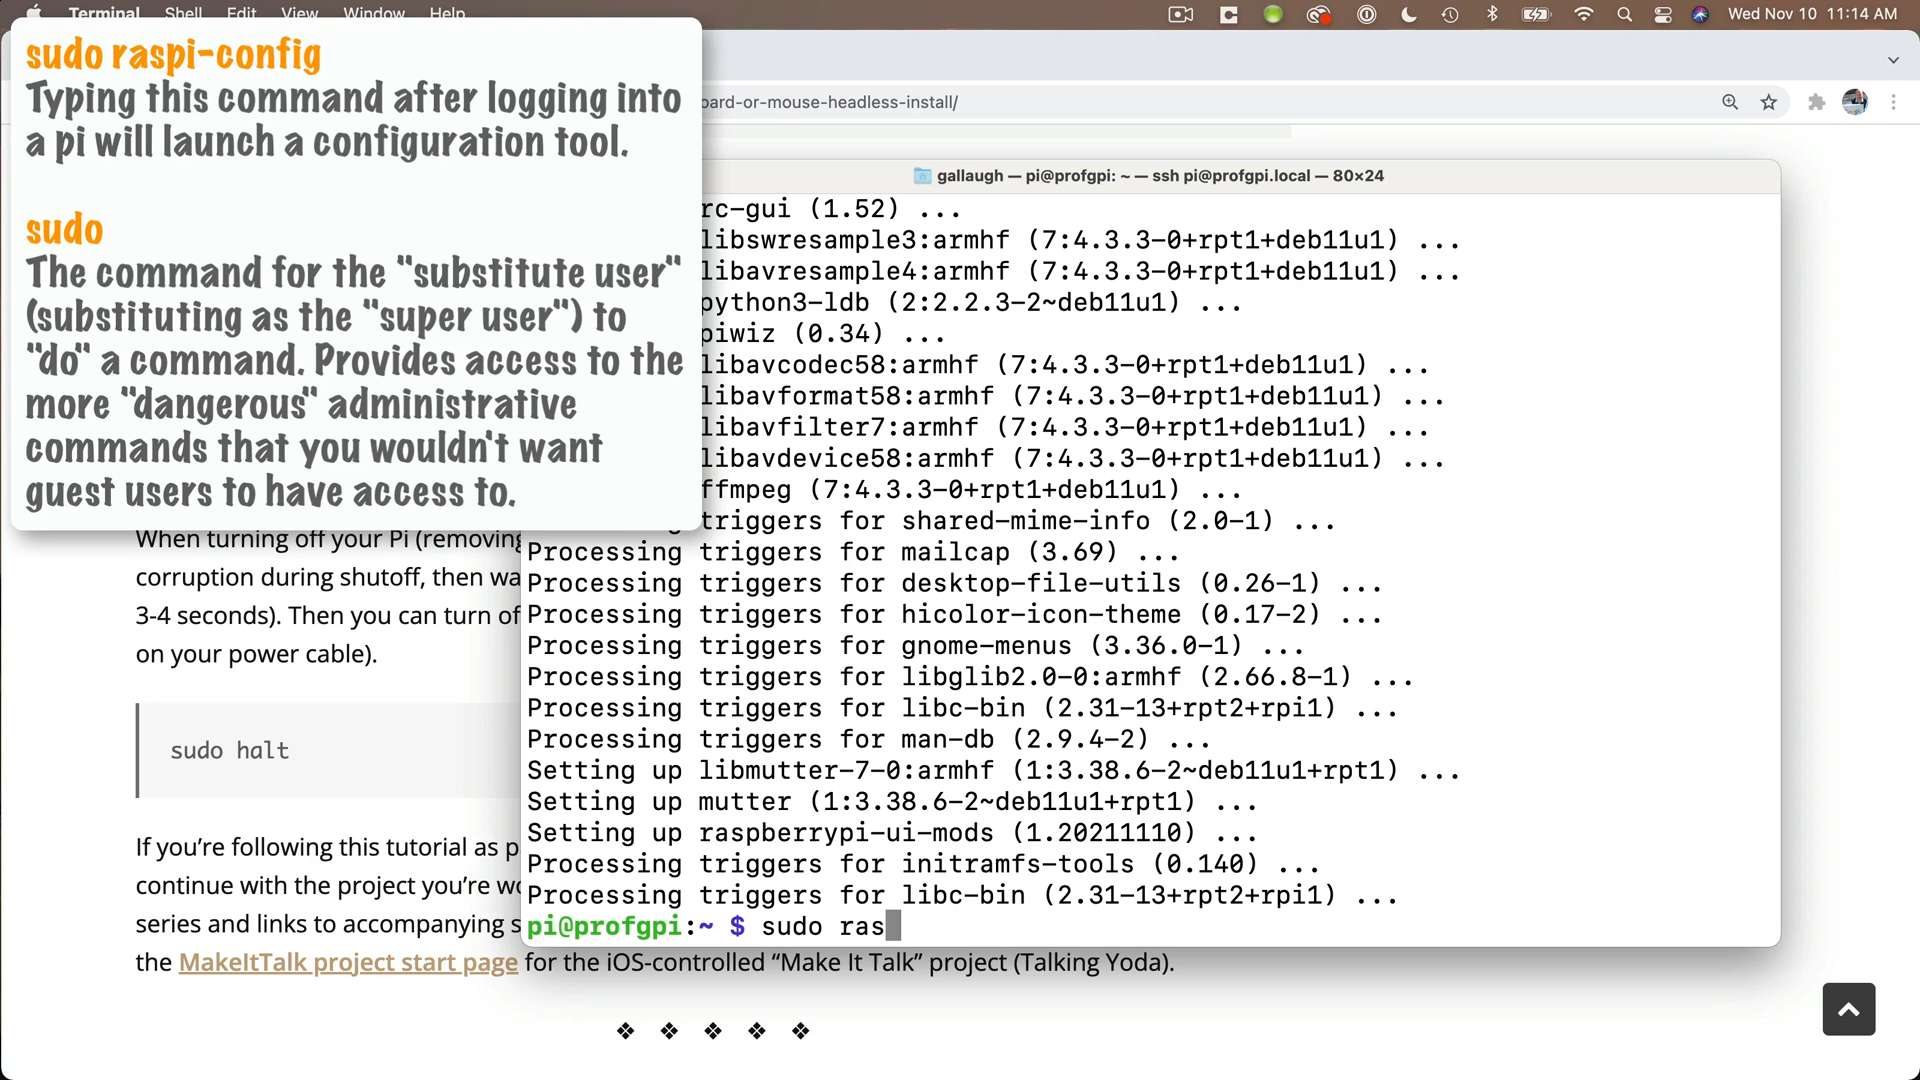 Terminal Shell Edit View Window Help Wed Nov 10 11:14 AM
sudo raspi-config
Typing this command after logging into
a pi will launch a configuration tool.
sudo
The command for the "substitute user"
(substituting as the "super user") to
"do" a command. Provides access to the
more "dangerous" administrative
commands that you wouldn't want
guest users to have access to.
oard-or-mouse-headless-install/
gallaugh — pi@profgpi: ~ — ssh pi@profgpi.local — 80×24
rc-gui (1.52) ...
libswresample3:armhf (7:4.3.3-0+rpt1+deb11u1) ...
libavresample4:armhf (7:4.3.3-0+rpt1+deb11u1) ...
python3-ldb (2:2.2.3-2~deb11u1) ...
piwiz (0.34) ...
libavcodec58:armhf (7:4.3.3-0+rpt1+deb11u1) ...
libavformat58:armhf (7:4.3.3-0+rpt1+deb11u1) ...
libavfilter7:armhf (7:4.3.3-0+rpt1+deb11u1) ...
libavdevice58:armhf (7:4.3.3-0+rpt1+deb11u1) ...
ffmpeg (7:4.3.3-0+rpt1+deb11u1) ...
triggers for shared-mime-info (2.0-1) ...
Processing triggers for mailcap (3.69) ...
Processing triggers for desktop-file-utils (0.26-1) ...
Processing triggers for hicolor-icon-theme (0.17-2) ...
Processing triggers for gnome-menus (3.36.0-1) ...
Processing triggers for libglib2.0-0:armhf (2.66.8-1) ...
Processing triggers for libc-bin (2.31-13+rpt2+rpi1) ...
Processing triggers for man-db (2.9.4-2) ...
Setting up libmutter-7-0:armhf (1:3.38.6-2~deb11u1+rpt1) ...
Setting up mutter (1:3.38.6-2~deb11u1+rpt1) ...
Setting up raspberrypi-ui-mods (1.20211110) ...
Processing triggers for initramfs-tools (0.140) ...
Processing triggers for libc-bin (2.31-13+rpt2+rpi1) ...
pi@profgpi:~ $ sudo ras
When turning off your Pi (removing
corruption during shutoff, then wa
3-4 seconds). Then you can turn of
on your power cable).
sudo halt
If you're following this tutorial as p
continue with the project you're wo
series and links to accompanying s
the MakeItTalk project start page for the iOS-controlled “Make It Talk” project (Talking Yoda).